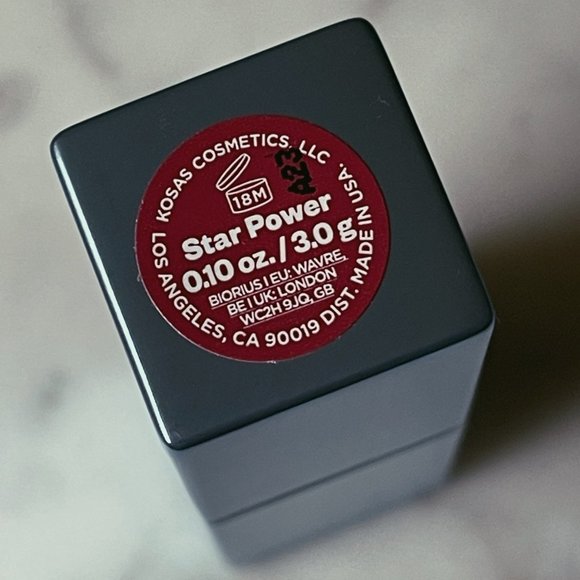 KOSAS COSMETICS, LLC
A23
18M
Star Power
0.10 oz. / 3.0 g
BIORIUS I EU: WAVRE,
BE I UK: LONDON
WC2H 9JQ, GB
LOS ANGELES, CA 90019 DIST. MADE IN USA.